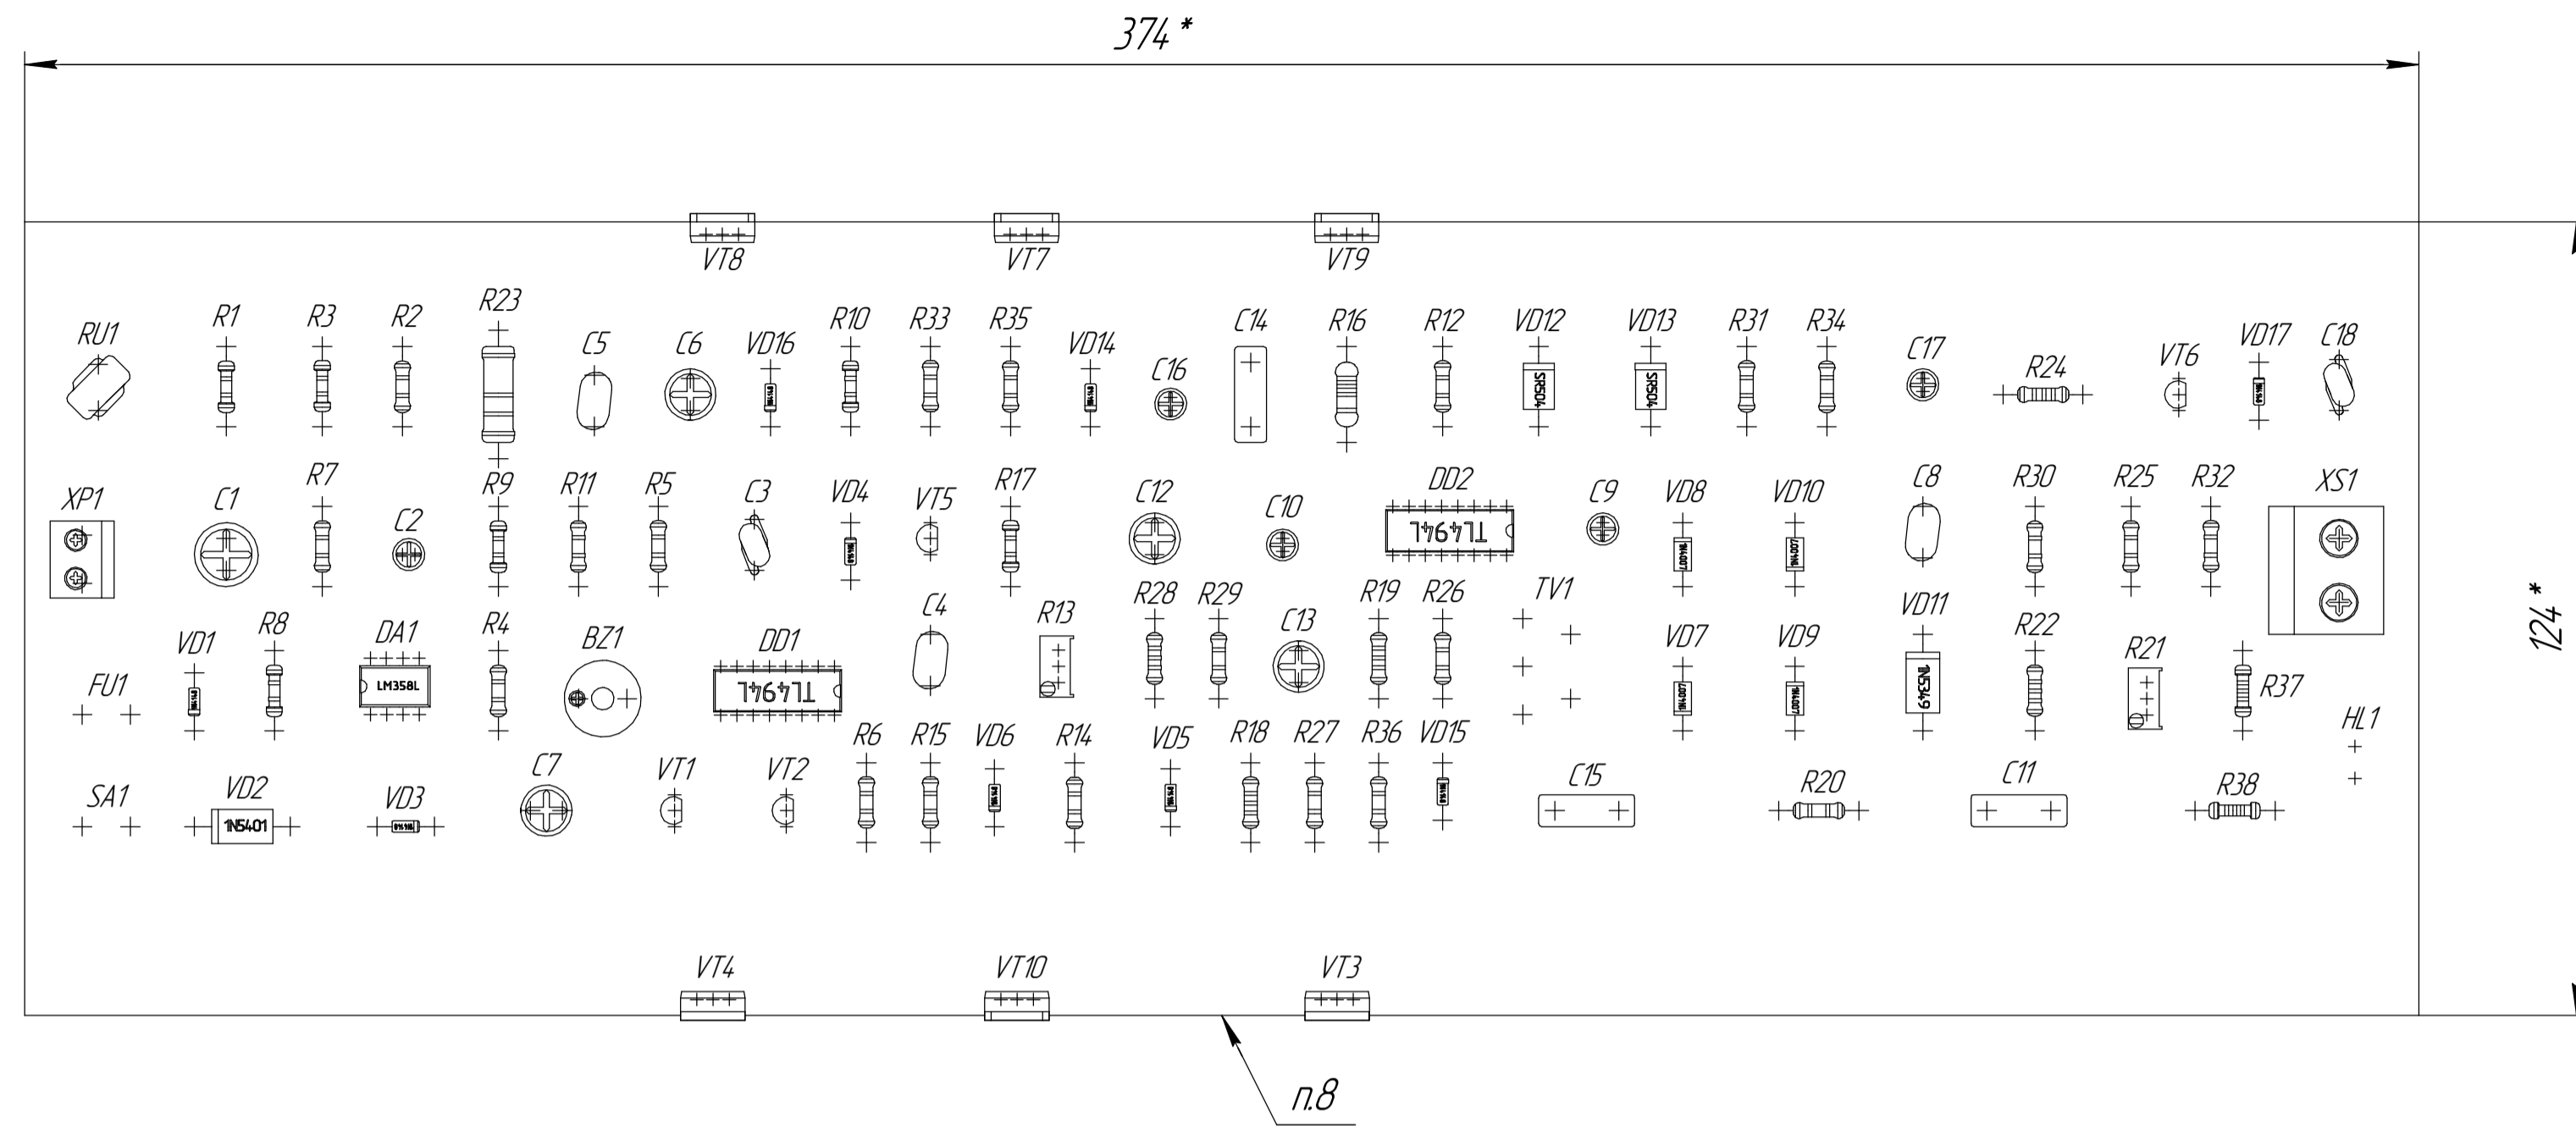 374*
VT8 VT7 VT9
R23
R1 R3 R2 R10 R33 R35 C14 R16 R12 VD12 VD13 R31 R34
RU1 C5 C6 VD16 VD14 C16 C17 R24 VT6 VD17 C18
SR504 SR504
R7 R9 R11 R5 C3 VD4 VT5 R17 C12 C10 DD2 C9 VD8 VD10 C8 R30 R25 R32 XS1
XP1 C1 C2
TL494L
1N4007 1N4007
R28 R29 R19 R26 TV1
C4 R13 C13 VD11
VD1 R8 DA1 R4 BZ1 DD1 VD7 VD9 R22 R21
FU1 LM358L TL494L 1N4007 1N4007 1N5349 R37
HL1
R6 R15 VD6 R14 VD5 R18 R27 R36 VD15
SA1 VD2 VD3 C7 VT1 VT2 C15 R20 C11 R38
1N5401
124*
VT4 VT10 VT3
п.8